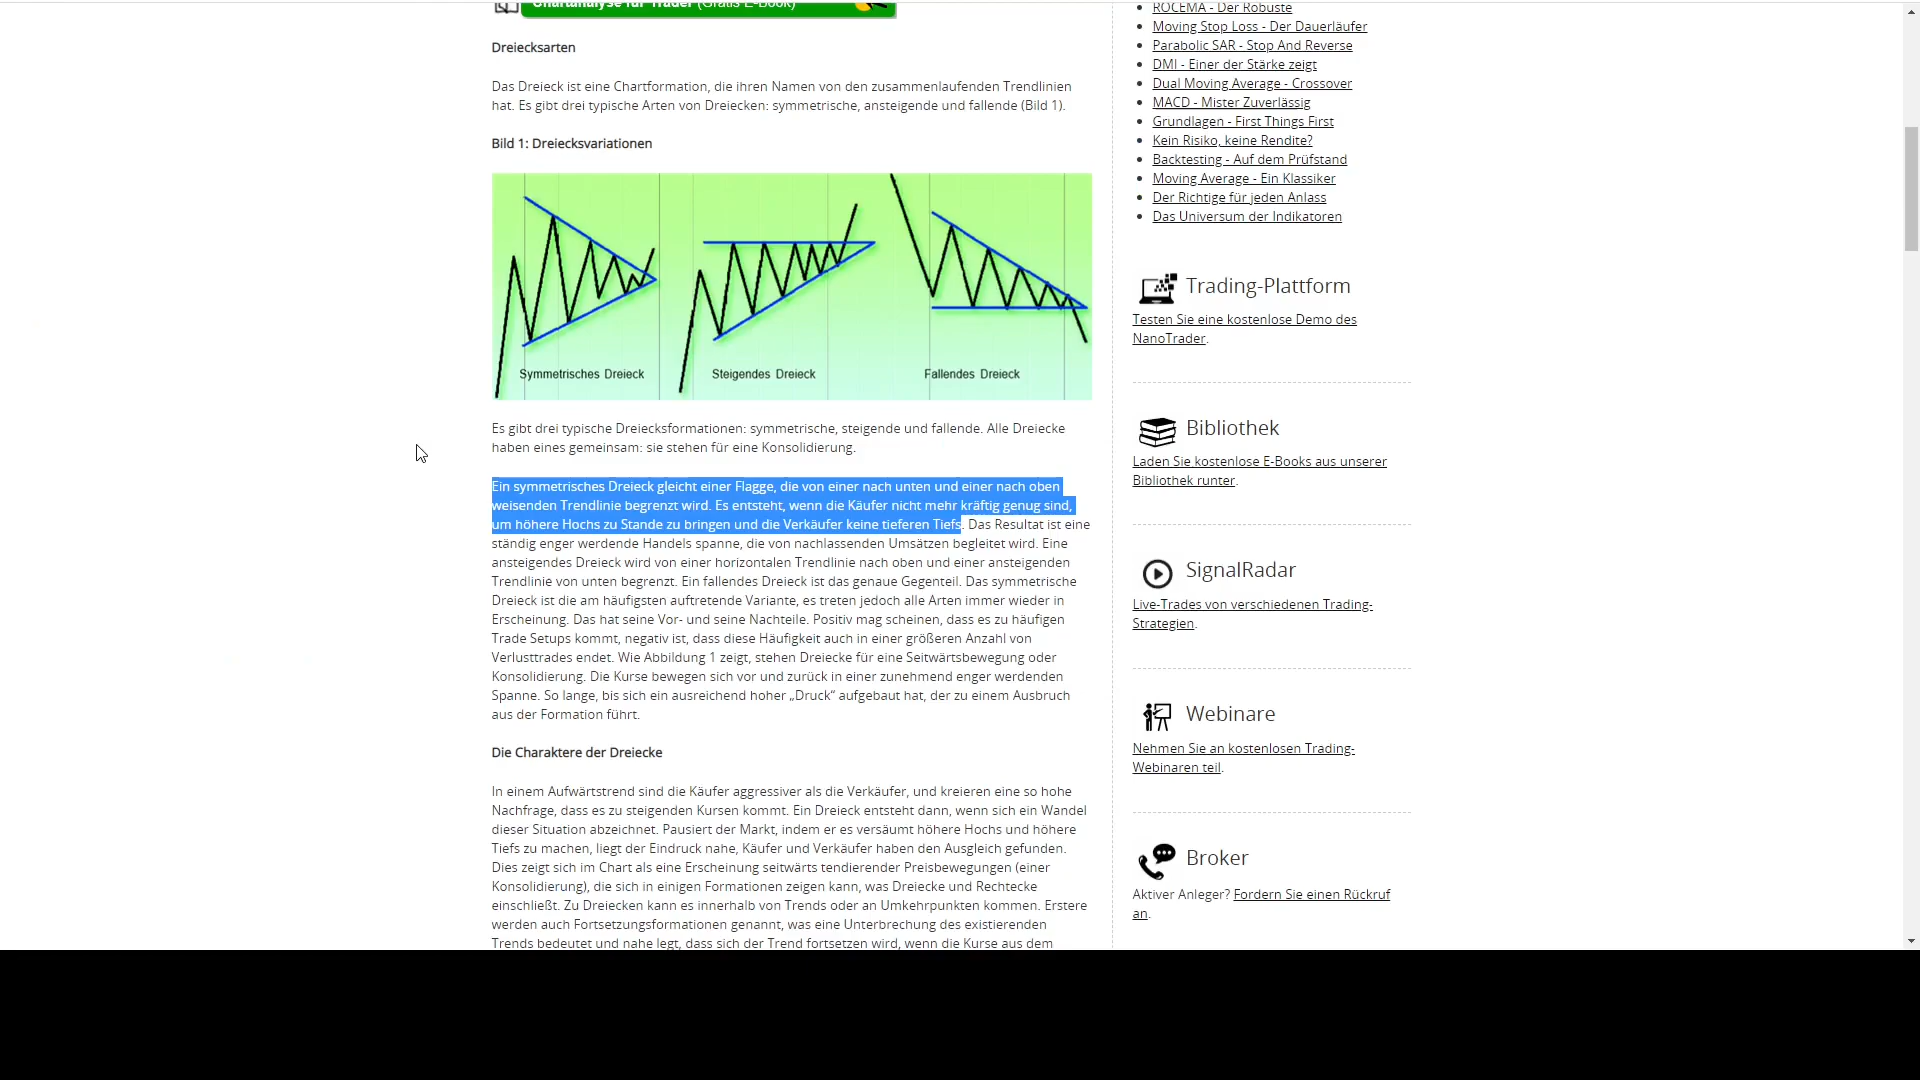 Chartanalyse für Trader (Gratis E-Book)
Dreiecksarten
Das Dreieck ist eine Chartformation, die ihren Namen von den zusammenlaufenden Trendlinien
hat. Es gibt drei typische Arten von Dreiecken: symmetrische, ansteigende und fallende (Bild 1).
Bild 1: Dreiecksvariationen
Symmetrisches Dreieck
Steigendes Dreieck
Fallendes Dreieck
Es gibt drei typische Dreiecksformationen: symmetrische, steigende und fallende. Alle Dreiecke
haben eines gemeinsam: sie stehen für eine Konsolidierung.
Ein symmetrisches Dreieck gleicht einer Flagge, die von einer nach unten und einer nach oben
weisenden Trendlinie begrenzt wird. Es entsteht, wenn die Käufer nicht mehr kräftig genug sind,
um höhere Hochs zu Stande zu bringen und die Verkäufer keine tieferen Tiefs. Das Resultat ist eine
ständig enger werdende Handels spanne, die von nachlassenden Umsätzen begleitet wird. Eine
ansteigendes Dreieck wird von einer horizontalen Trendlinie nach oben und einer ansteigenden
Trendlinie von unten begrenzt. Ein fallendes Dreieck ist das genaue Gegenteil. Das symmetrische
Dreieck ist die am häufigsten auftretende Variante, es treten jedoch alle Arten immer wieder in
Erscheinung. Das hat seine Vor- und seine Nachteile. Positiv mag scheinen, dass es zu häufigen
Trade Setups kommt, negativ ist, dass diese Häufigkeit auch in einer größeren Anzahl von
Verlusttrades endet. Wie Abbildung 1 zeigt, stehen Dreiecke für eine Seitwärtsbewegung oder
Konsolidierung. Die Kurse bewegen sich vor und zurück in einer zunehmend enger werdenden
Spanne. So lange, bis sich ein ausreichend hoher „Druck“ aufgebaut hat, der zu einem Ausbruch
aus der Formation führt.
Die Charaktere der Dreiecke
In einem Aufwärtstrend sind die Käufer aggressiver als die Verkäufer, und kreieren eine so hohe
Nachfrage, dass es zu steigenden Kursen kommt. Ein Dreieck entsteht dann, wenn sich ein Wandel
dieser Situation abzeichnet. Pausiert der Markt, indem er es versäumt höhere Hochs und höhere
Tiefs zu machen, liegt der Eindruck nahe, Käufer und Verkäufer haben den Ausgleich gefunden.
Dies zeigt sich im Chart als eine Erscheinung seitwärts tendierender Preisbewegungen (einer
Konsolidierung), die sich in einigen Formationen zeigen kann, was Dreiecke und Rechtecke
einschließt. Zu Dreiecken kann es innerhalb von Trends oder an Umkehrpunkten kommen. Erstere
werden auch Fortsetzungsformationen genannt, was eine Unterbrechung des existierenden
Trends bedeutet und nahe legt, dass sich der Trend fortsetzen wird, wenn die Kurse aus dem
ROCEMA - Der Robuste
Moving Stop Loss - Der Dauerläufer
Parabolic SAR - Stop And Reverse
DMI - Einer der Stärke zeigt
Dual Moving Average - Crossover
MACD - Mister Zuverlässig
Grundlagen - First Things First
Kein Risiko, keine Rendite?
Backtesting - Auf dem Prüfstand
Moving Average - Ein Klassiker
Der Richtige für jeden Anlass
Das Universum der Indikatoren
Trading-Plattform
Testen Sie eine kostenlose Demo des
NanoTrader.
Bibliothek
Laden Sie kostenlose E-Books aus unserer
Bibliothek runter.
SignalRadar
Live-Trades von verschiedenen Trading-
Strategien.
Webinare
Nehmen Sie an kostenlosen Trading-
Webinaren teil.
Broker
Aktiver Anleger? Fordern Sie einen Rückruf
an.